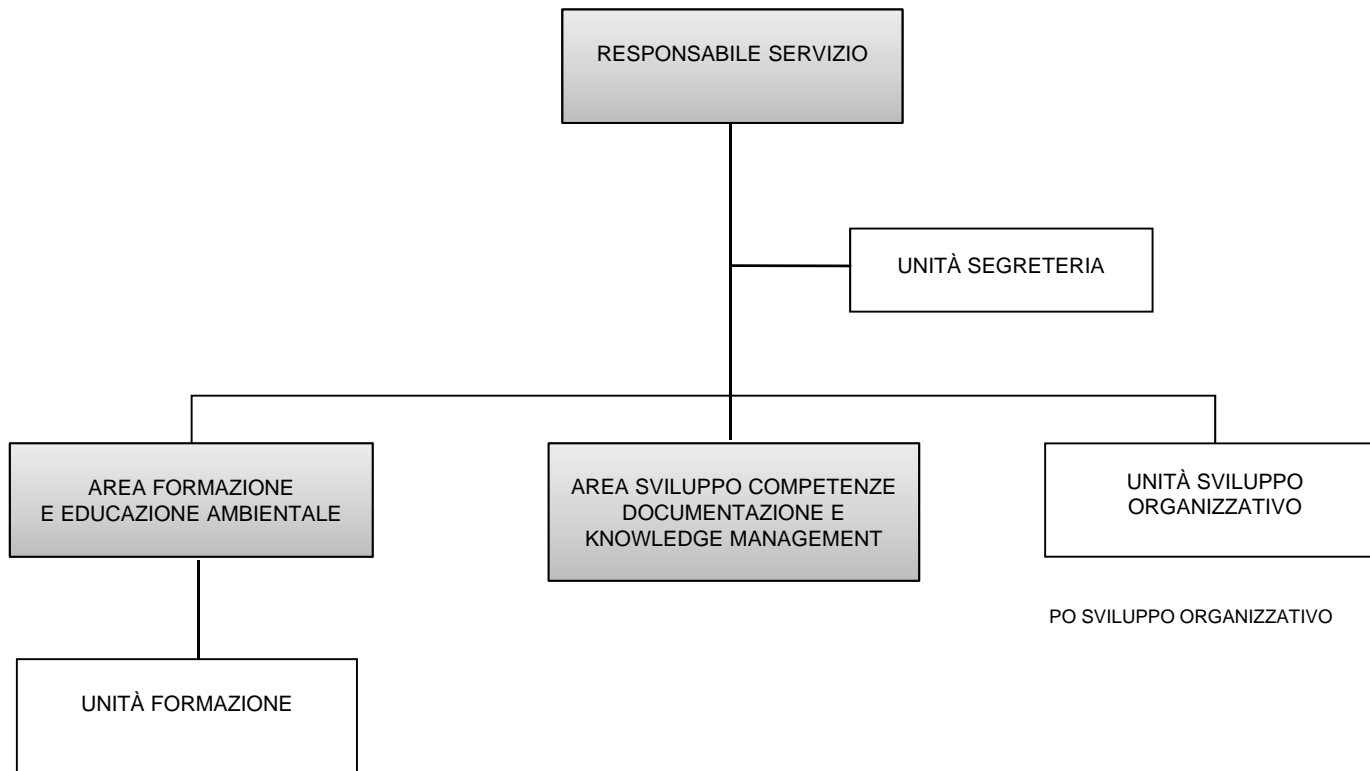 RESPONSABILE SERVIZIO
UNITÀ SEGRETERIA
AREA FORMAZIONE
E EDUCAZIONE AMBIENTALE
AREA SVILUPPO COMPETENZE
DOCUMENTAZIONE E
KNOWLEDGE MANAGEMENT
UNITÀ SVILUPPO
ORGANIZZATIVO
PO SVILUPPO ORGANIZZATIVO
UNITÀ FORMAZIONE